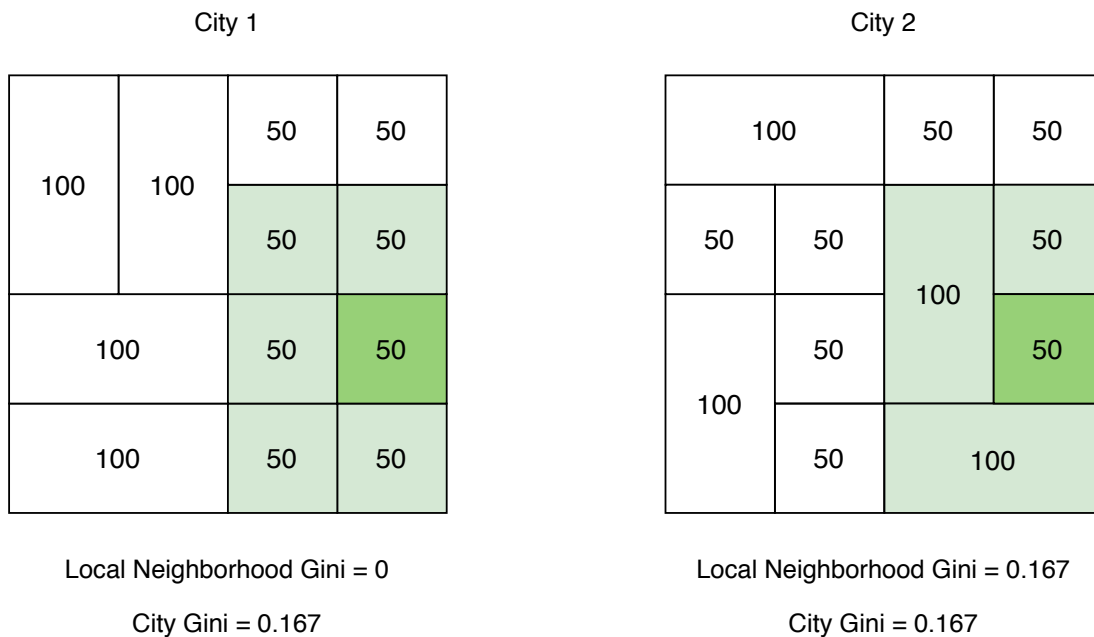 City 1
50 50
100 100
50 50
100 50 50
100 50 50
Local Neighborhood Gini = 0
City Gini = 0.167
City 2
100 50 50
50 50 50
100
50 50
100
50 100
Local Neighborhood Gini = 0.167
City Gini = 0.167